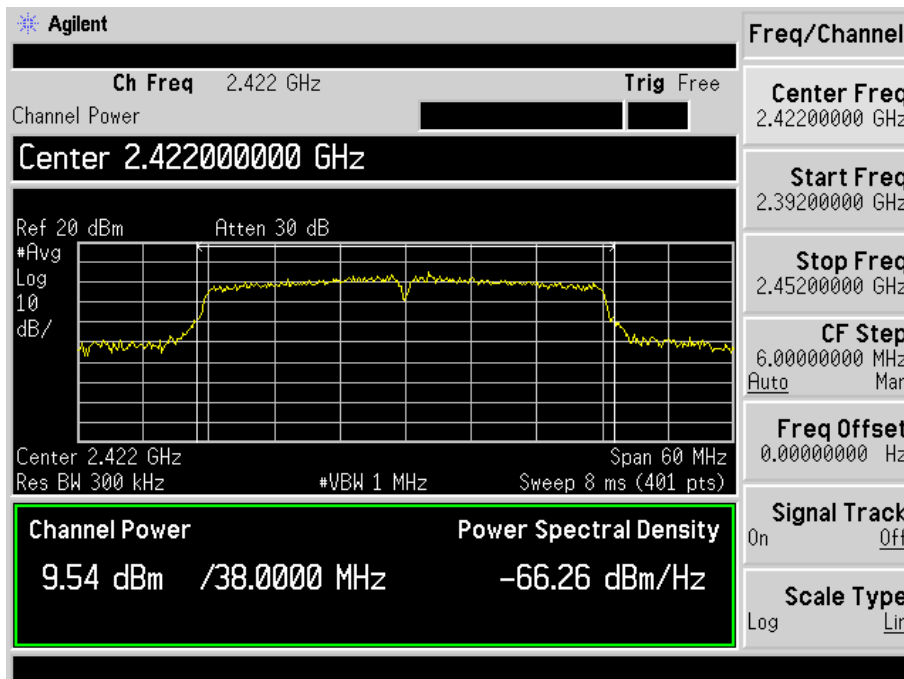 Agilent
Freq/Channel
Ch Freq 2.422 GHz Trig Free
Channel Power
Center 2.422000000 GHz
Ref 20 dBm Atten 30 dB
#Avg
Log
10
dB/
Center 2.422 GHz Span 60 MHz
Res BW 300 kHz #VBW 1 MHz Sweep 8 ms (401 pts)
Channel Power Power Spectral Density
9.54 dBm /38.0000 MHz -66.26 dBm/Hz
Center Freq
2.42200000 GHz
Start Freq
2.39200000 GHz
Stop Freq
2.45200000 GHz
CF Step
6.00000000 MHz
Auto Man
Freq Offset
0.00000000 Hz
Signal Track
On Off
Scale Type
Log Lin